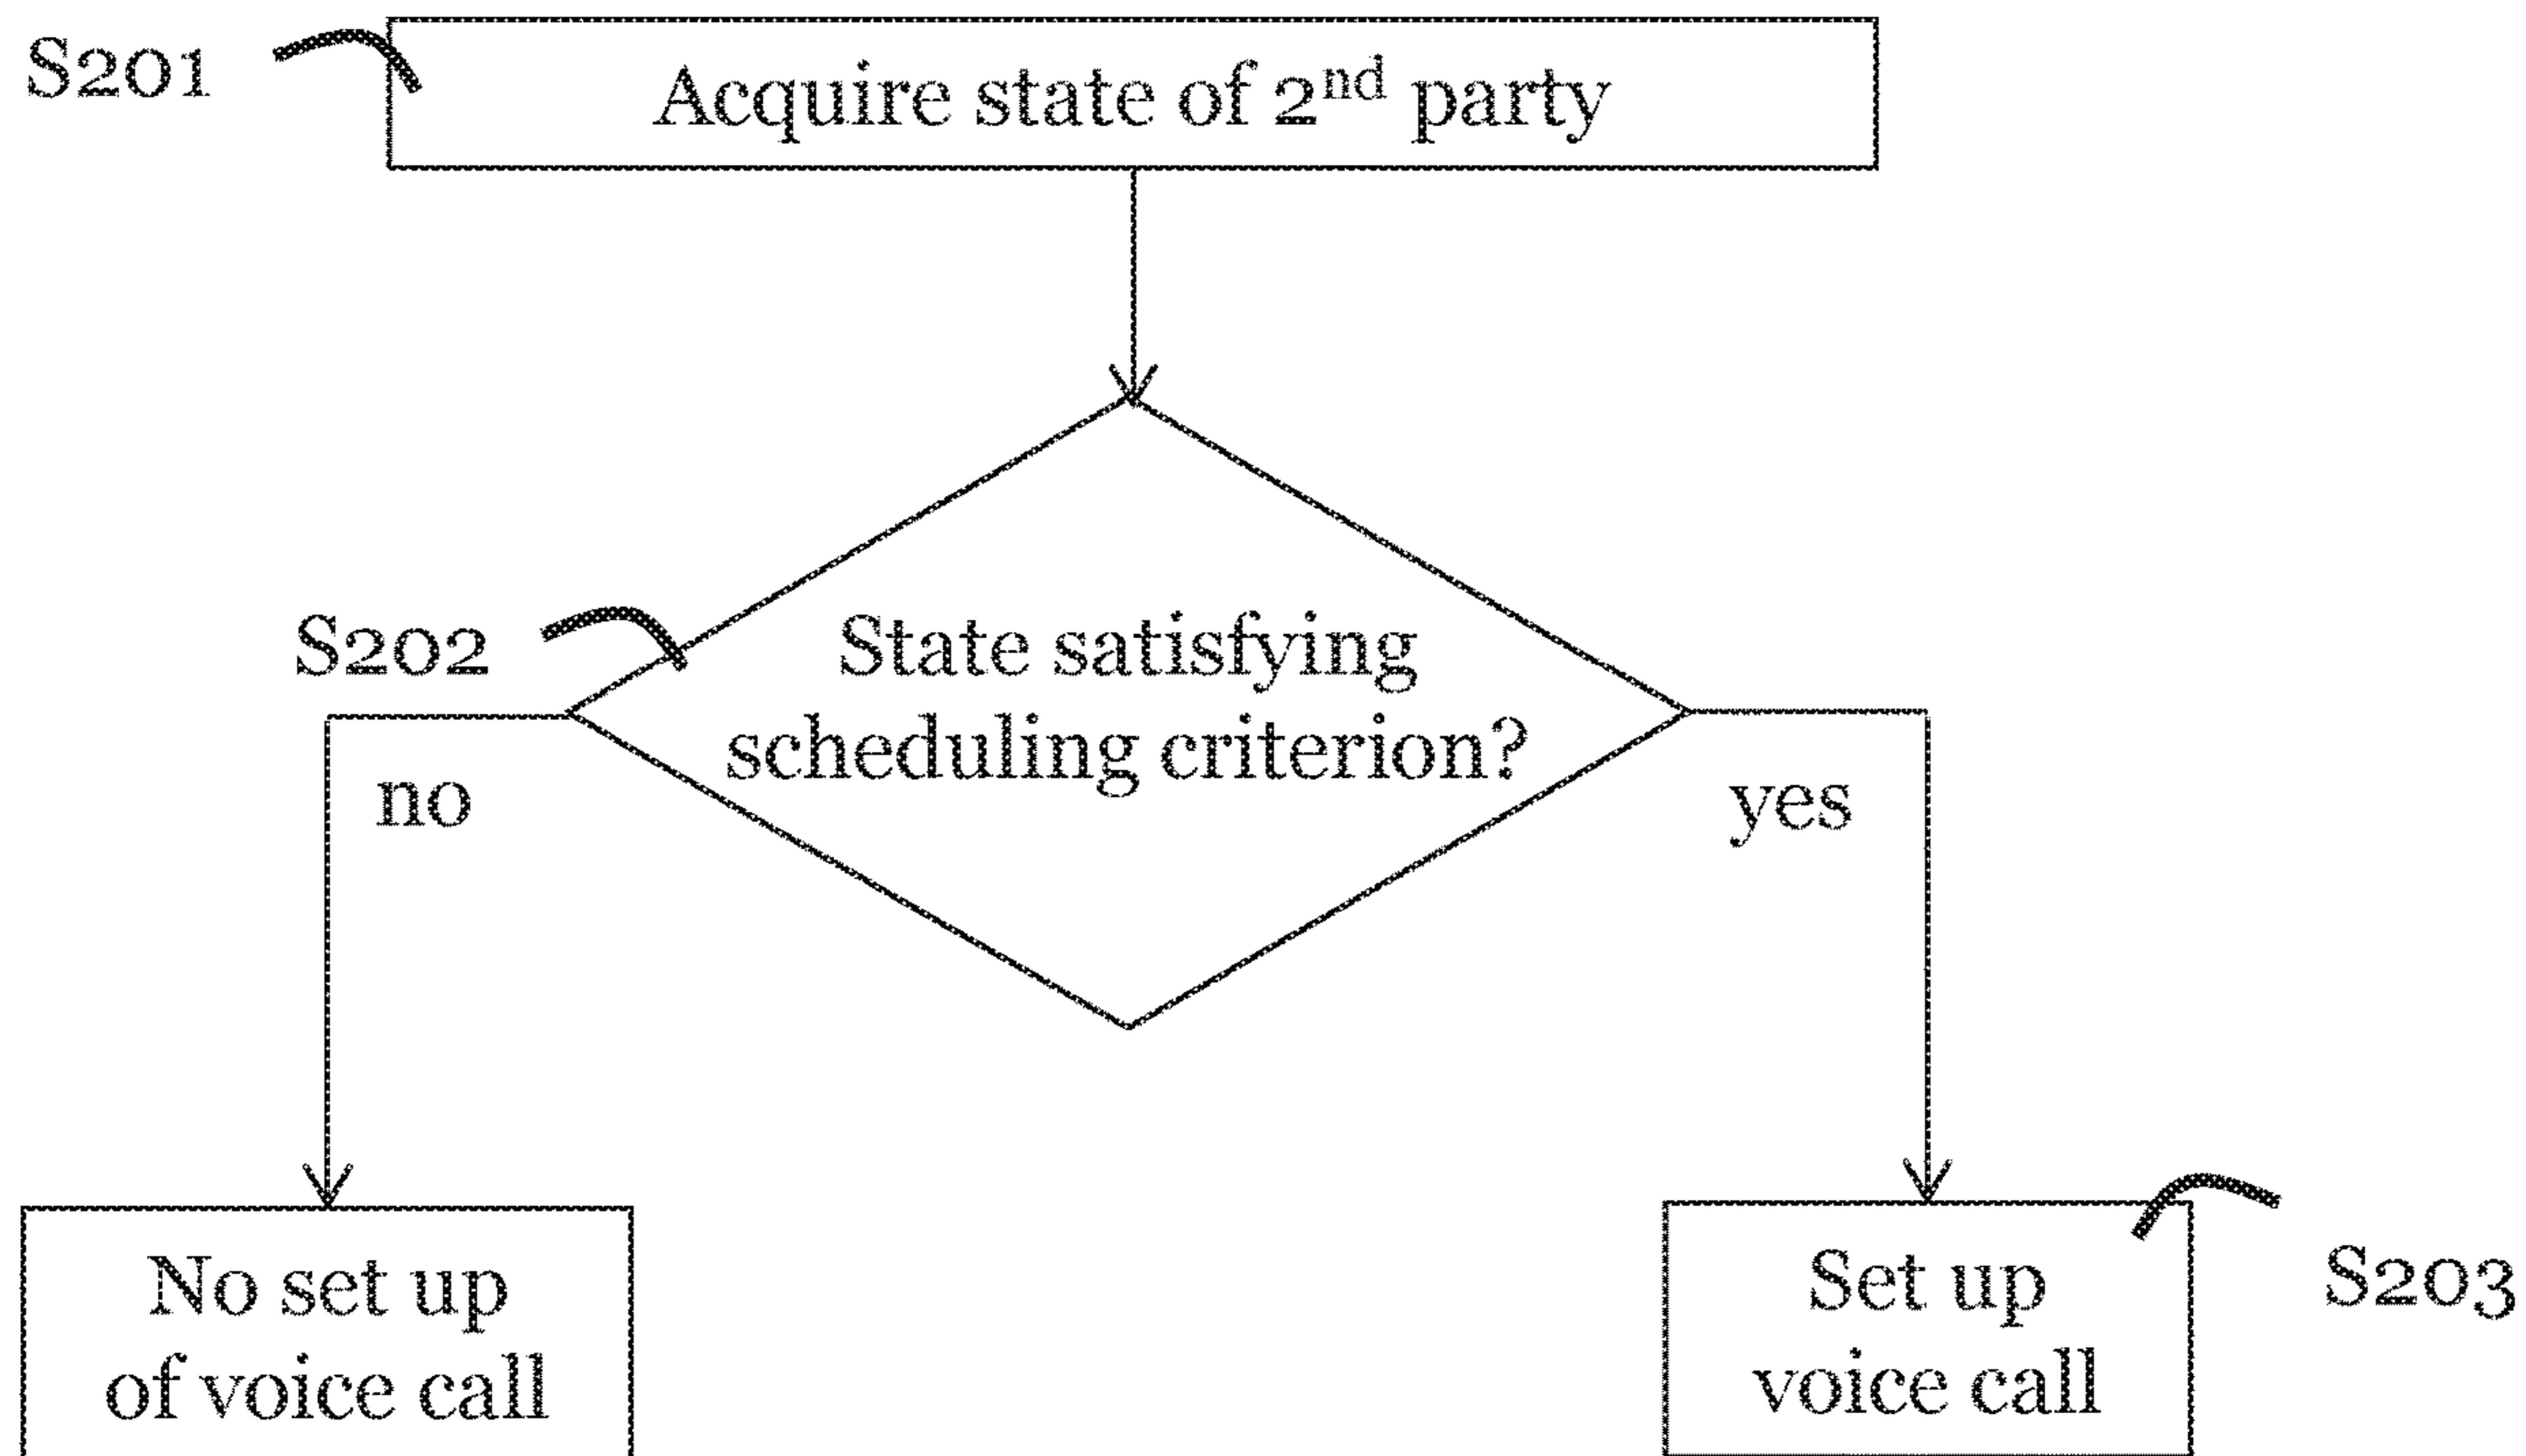 S201
Acquire state of 2nd party
S202
State satisfying
scheduling criterion?
no
yes
No set up
of voice call
Set up
voice call
S203